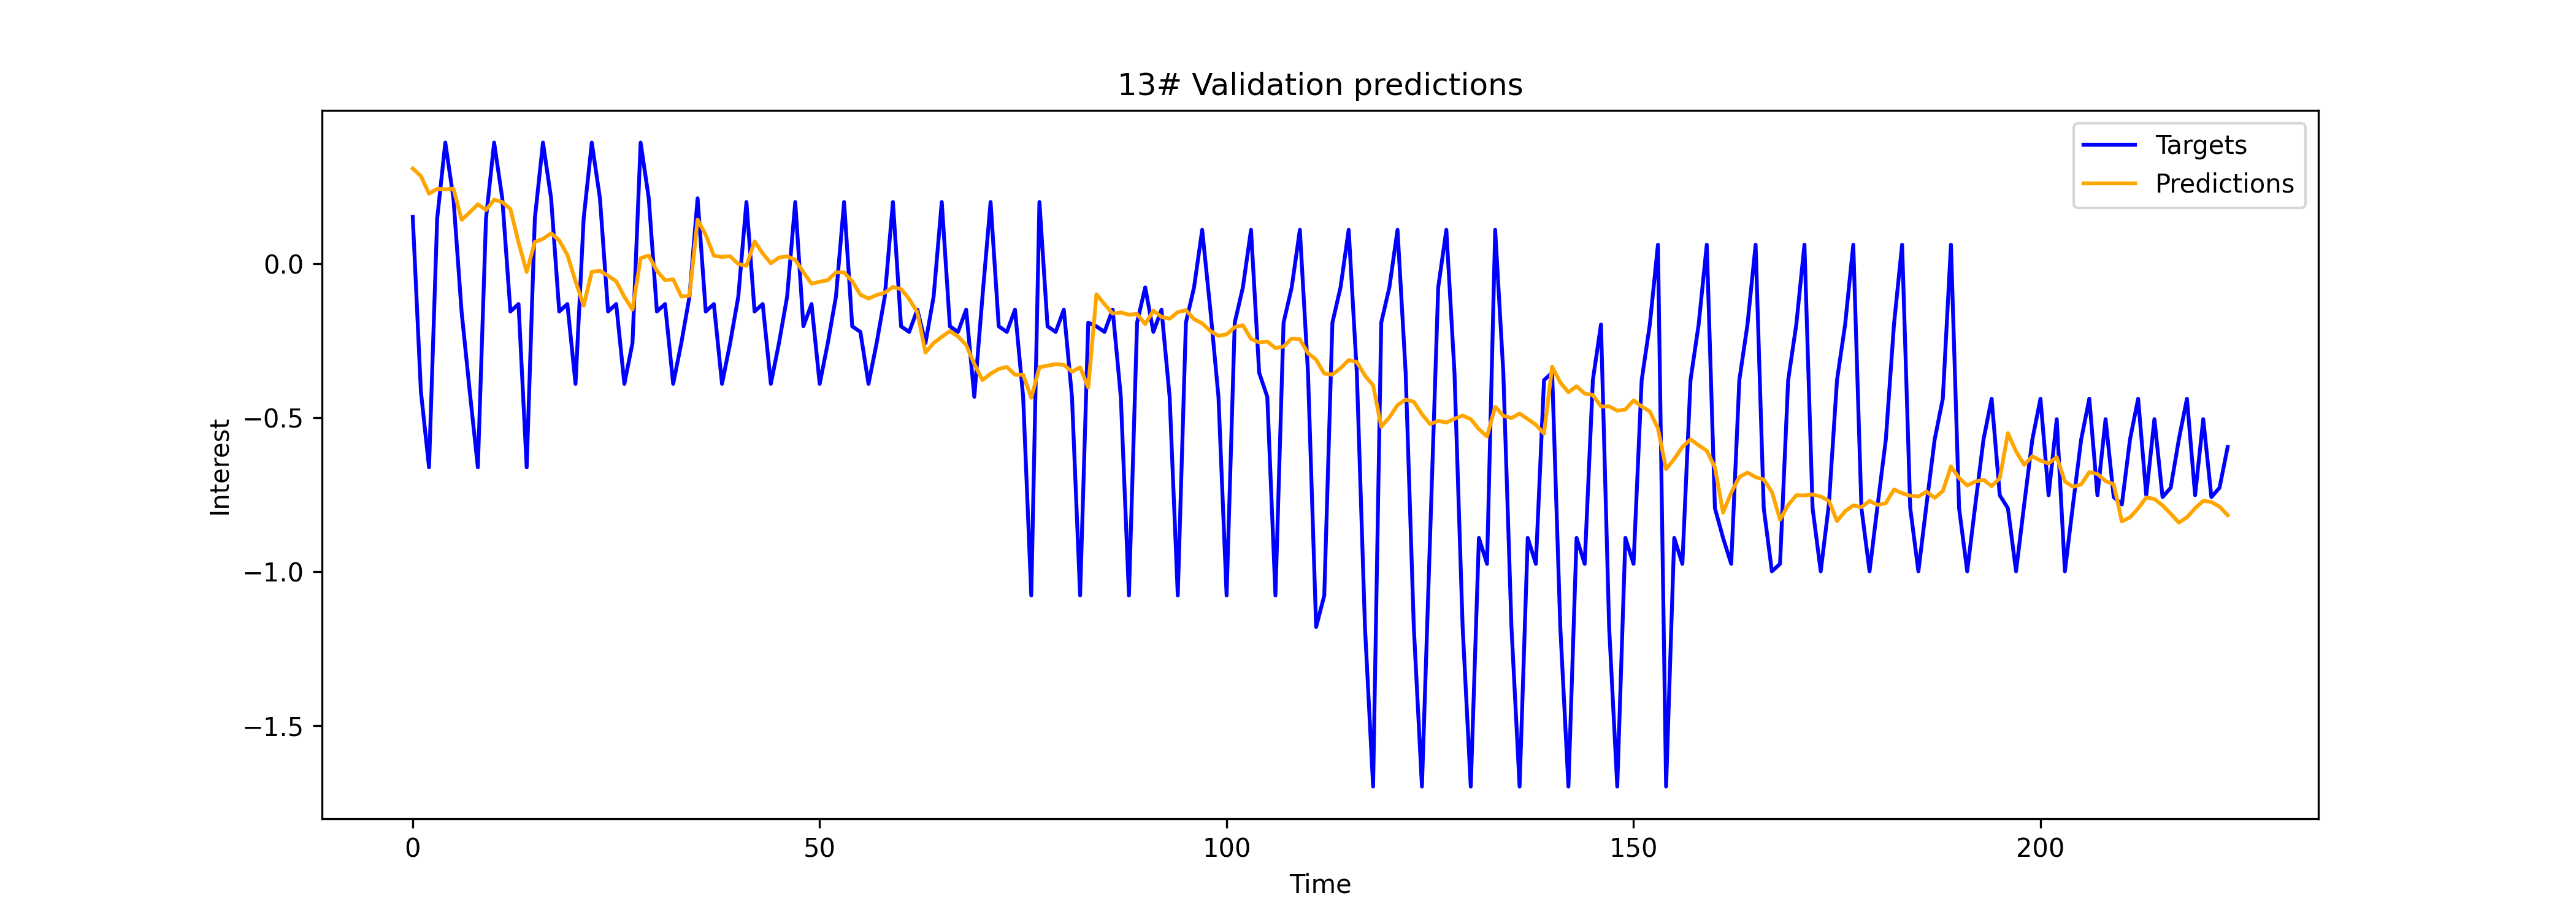 13# Validation predictions
Targets
Predictions
Interest
0.0
−0.5
−1.0
−1.5
0
50
100
150
200
Time